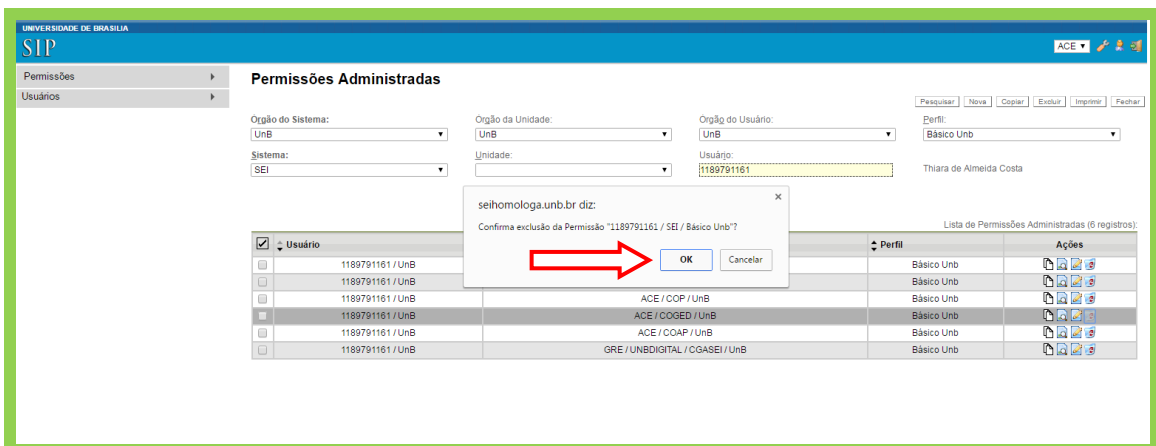 UNIVERSIDADE DE BRASILIA
SIP
ACE
Permissões
Usuários
Permissões Administradas
Pesquisar Nova Copiar Excluir Imprimir Fechar
Orgão do Sistema: Orgão da Unidade: Orgão do Usuário: Perfil:
UnB UnB UnB Básico Unb
Sistema: Unidade: Usuário:
SEI 1189791161 Thiara de Almeida Costa
seihomologa.unb.br diz:
Confirma exclusão da Permissão "1189791161 / SEI / Básico Unb"?
OK Cancelar
Lista de Permissões Administradas (6 registros):
Usuário Perfil Ações
1189791161 / UnB Básico Unb
1189791161 / UnB Básico Unb
1189791161 / UnB ACE / COP / UnB Básico Unb
1189791161 / UnB ACE / COGED / UnB Básico Unb
1189791161 / UnB ACE / COAP / UnB Básico Unb
1189791161 / UnB GRE / UNBDIGITAL / CGASEI / UnB Básico Unb